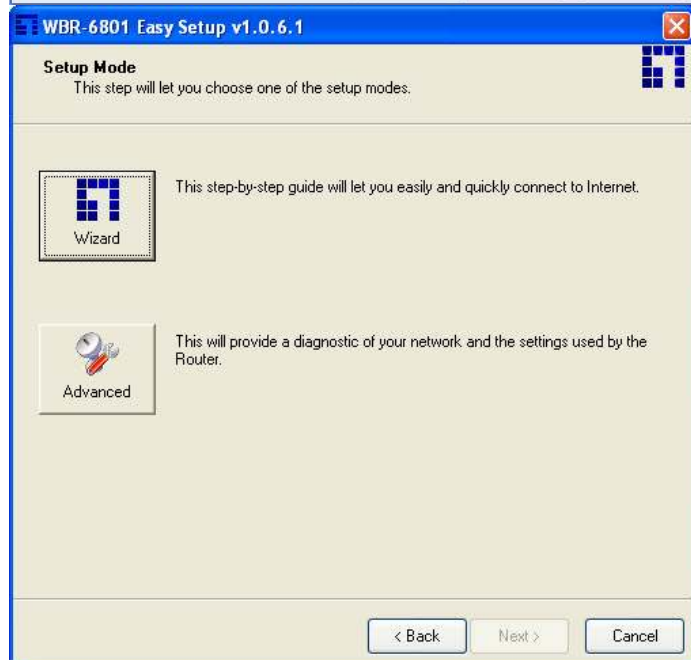 WBR-6801 Easy Setup v1.0.6.1
Setup Mode
This step will let you choose one of the setup modes.
This step-by-step guide will let you easily and quickly connect to Internet.
Wizard
This will provide a diagnostic of your network and the settings used by the
Router.
Advanced
< Back
Next >
Cancel